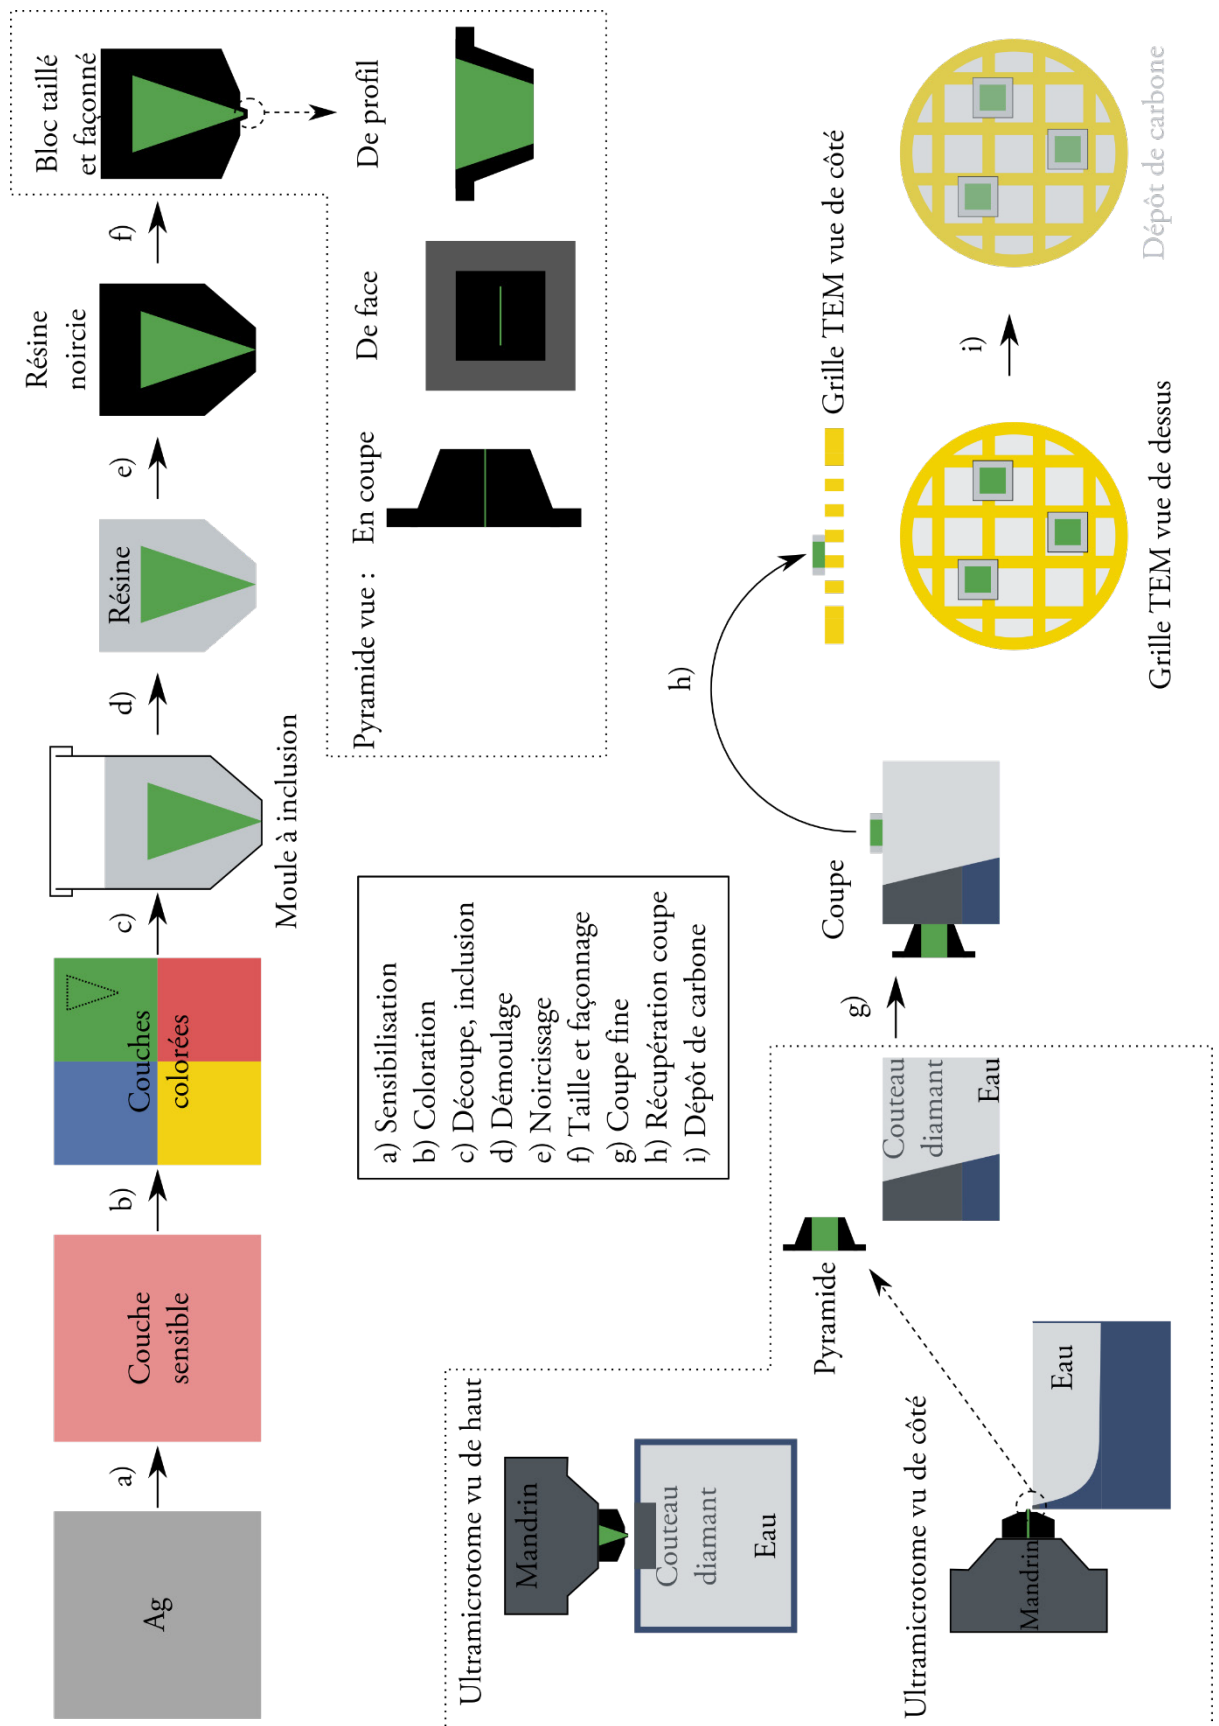 a)
b)
c)
d)
e)
f)
Ag
Couche
sensible
Couches
colorées
Moule à inclusion
Résine
Résine
noircie
Bloc taillé
et façonné
Pyramide vue :
En coupe
De face
De profil
a) Sensibilisation
b) Coloration
c) Découpe, inclusion
d) Démoulage
e) Noircissage
f) Taille et façonnage
g) Coupe fine
h) Récupération coupe
i) Dépôt de carbone
Ultramicrotome vu de haut
Mandrin
Couteau
diamant
Eau
Ultramicrotome vu de côté
Mandrin
Eau
Pyramide
Couteau
diamant
Eau
g)
Coupe
h)
Grille TEM vue de côté
Grille TEM vue de dessus
i)
Dépôt de carbone